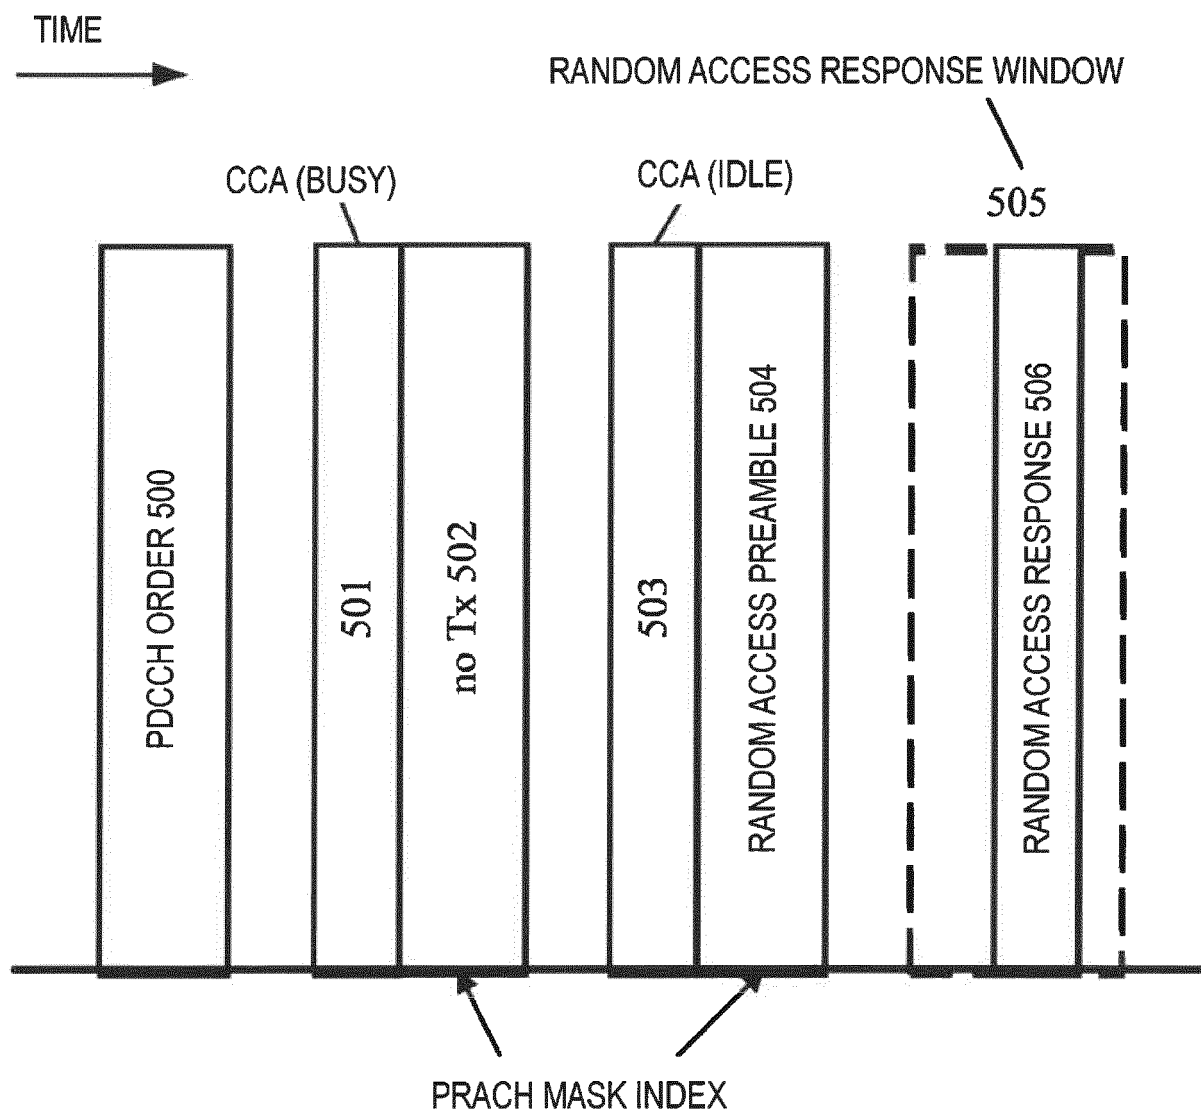 TIME
RANDOM ACCESS RESPONSE WINDOW
CCA (BUSY)
CCA (IDLE)
505
PDCCH ORDER 500
501
no Tx 502
503
RANDOM ACCESS PREAMBLE 504
RANDOM ACCESS RESPONSE 506
PRACH MASK INDEX